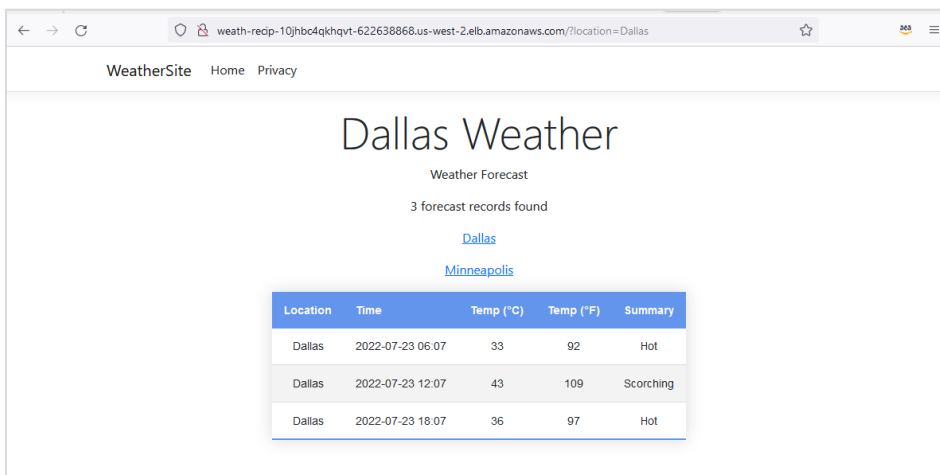 weath-recip-10jhbc4qkhqvt-622638868.us-west-2.elb.amazonaws.com/?location=Dallas
WeatherSite Home Privacy
Dallas Weather
Weather Forecast
3 forecast records found
Dallas
Minneapolis
Location Time Temp (°C) Temp (°F) Summary
Dallas 2022-07-23 06:07 33 92 Hot
Dallas 2022-07-23 12:07 43 109 Scorching
Dallas 2022-07-23 18:07 36 97 Hot